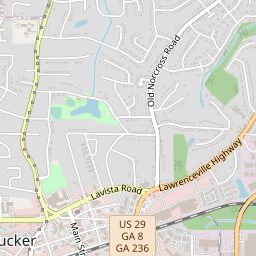 Old Norcross Road
Lawrenceville Highway
Lavista Road
Main St
ucker
US 29
GA 8
GA 236